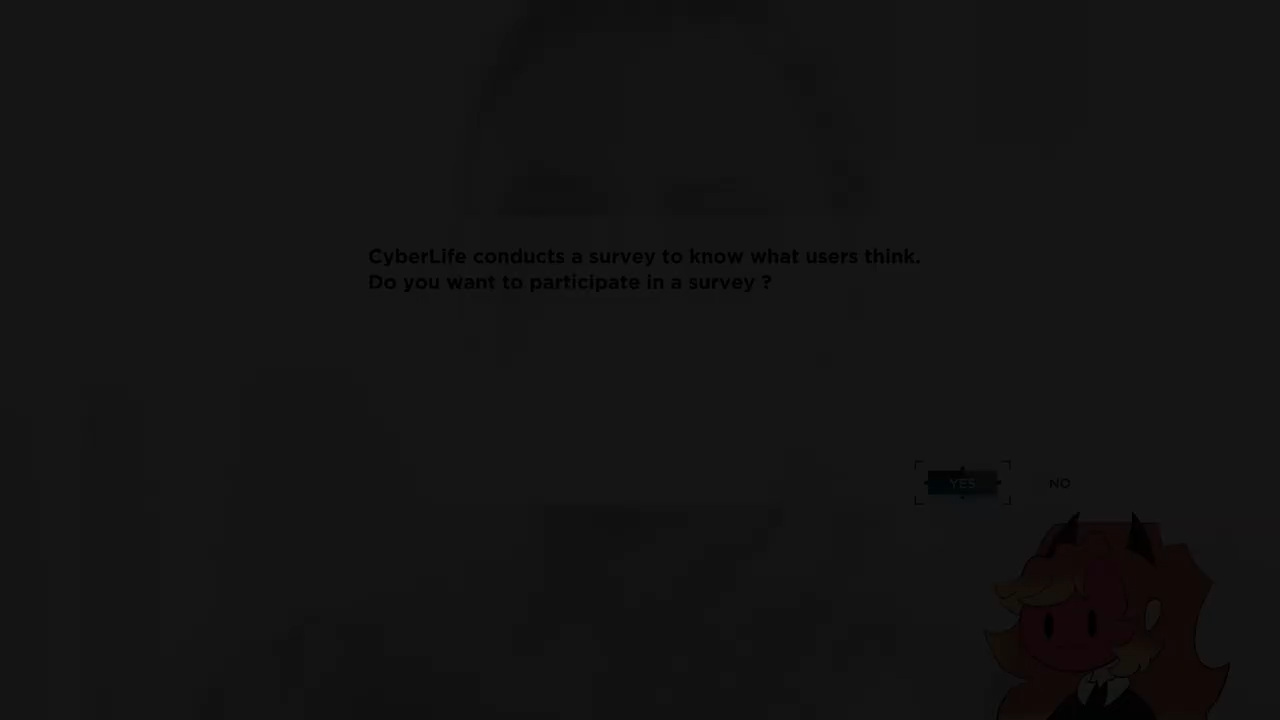 CyberLife conducts a survey to know what users think.
Do you want to participate in a survey ?
YES
NO